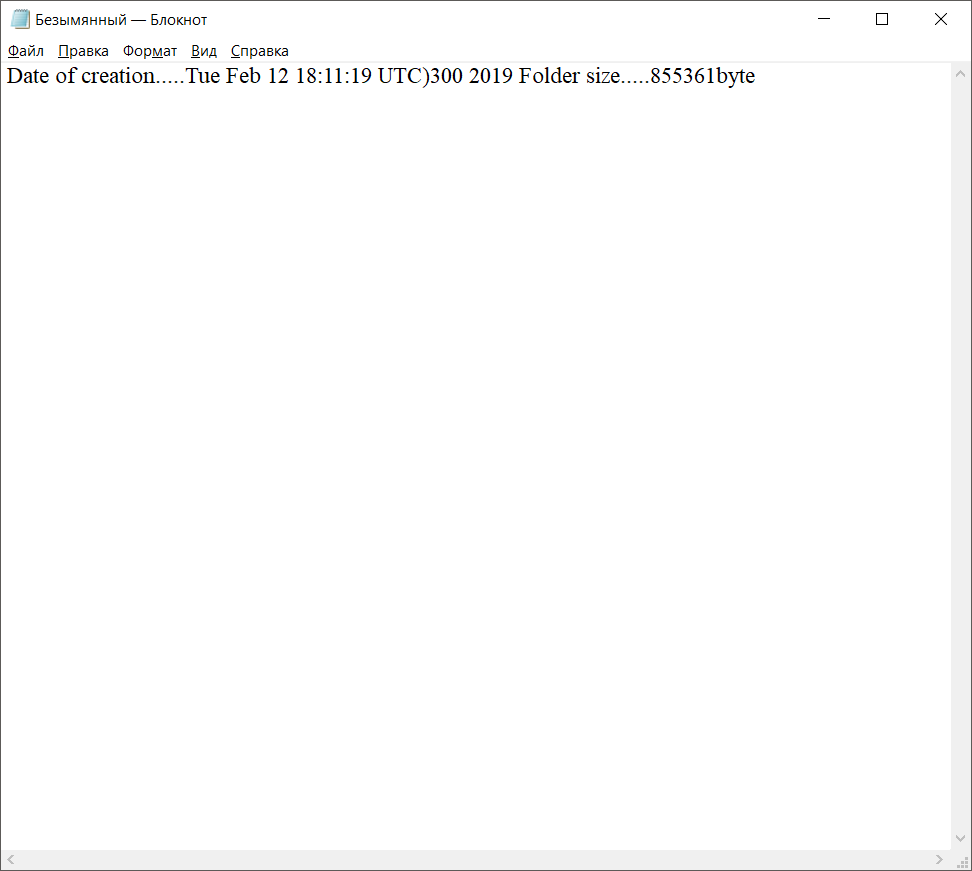 Безымянный — Блокнот
Файл Правка Формат Вид Справка
Date of creation.....Tue Feb 12 18:11:19 UTC)300 2019 Folder size.....855361byte